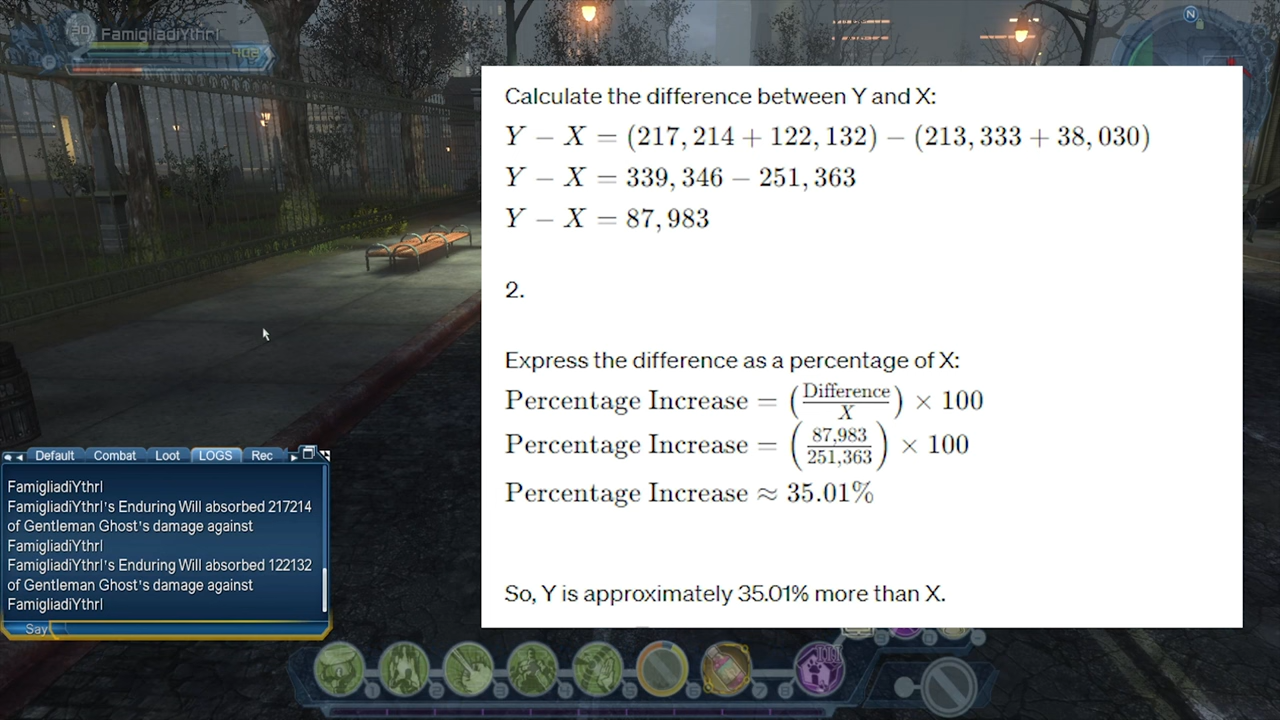 30 FamigliadiYthrl
402
N
Calculate the difference between Y and X:
Y − X = (217, 214 + 122, 132) − (213, 333 + 38, 030)
Y − X = 339, 346 − 251, 363
Y − X = 87, 983
2.
Express the difference as a percentage of X:
Percentage Increase = (Difference/X) × 100
Percentage Increase = (87,983/251,363) × 100
Percentage Increase ≈ 35.01%
So, Y is approximately 35.01% more than X.
Default Combat Loot LOGS Rec
FamigliadiYthrl
FamigliadiYthrl's Enduring Will absorbed 217214
of Gentleman Ghost's damage against
FamigliadiYthrl
FamigliadiYthrl's Enduring Will absorbed 122132
of Gentleman Ghost's damage against
FamigliadiYthrl
Say